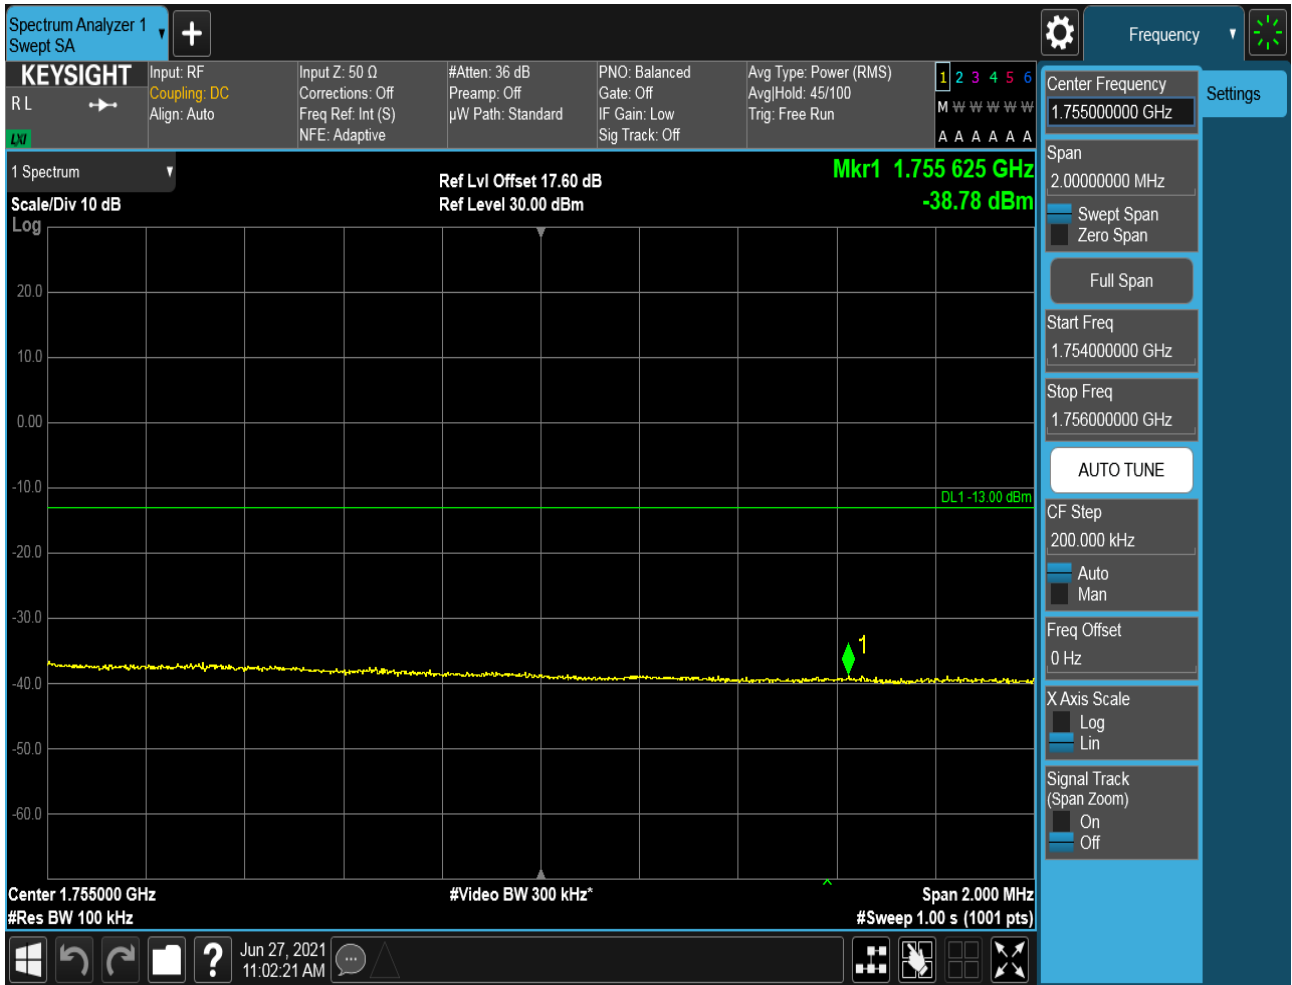 Spectrum Analyzer 1
Swept SA
Frequency
KEYSIGHT
R L
LXI
Input: RF
Coupling: DC
Align: Auto
Input Z: 50 Ω
Corrections: Off
Freq Ref: Int (S)
NFE: Adaptive
#Atten: 36 dB
Preamp: Off
µW Path: Standard
PNO: Balanced
Gate: Off
IF Gain: Low
Sig Track: Off
Avg Type: Power (RMS)
Avg|Hold: 45/100
Trig: Free Run
1 2 3 4 5 6
M W W W W W
A A A A A A
1 Spectrum
Scale/Div 10 dB
Log
Ref Lvl Offset 17.60 dB
Ref Level 30.00 dBm
Mkr1 1.755 625 GHz
-38.78 dBm
20.0
10.0
0.00
-10.0
DL1 -13.00 dBm
-20.0
-30.0
1
-40.0
-50.0
-60.0
Center 1.755000 GHz
#Res BW 100 kHz
#Video BW 300 kHz*
Span 2.000 MHz
#Sweep 1.00 s (1001 pts)
?
Jun 27, 2021
11:02:21 AM
Center Frequency
1.755000000 GHz
Settings
Span
2.00000000 MHz
Swept Span
Zero Span
Full Span
Start Freq
1.754000000 GHz
Stop Freq
1.756000000 GHz
AUTO TUNE
CF Step
200.000 kHz
Auto
Man
Freq Offset
0 Hz
X Axis Scale
Log
Lin
Signal Track
(Span Zoom)
On
Off